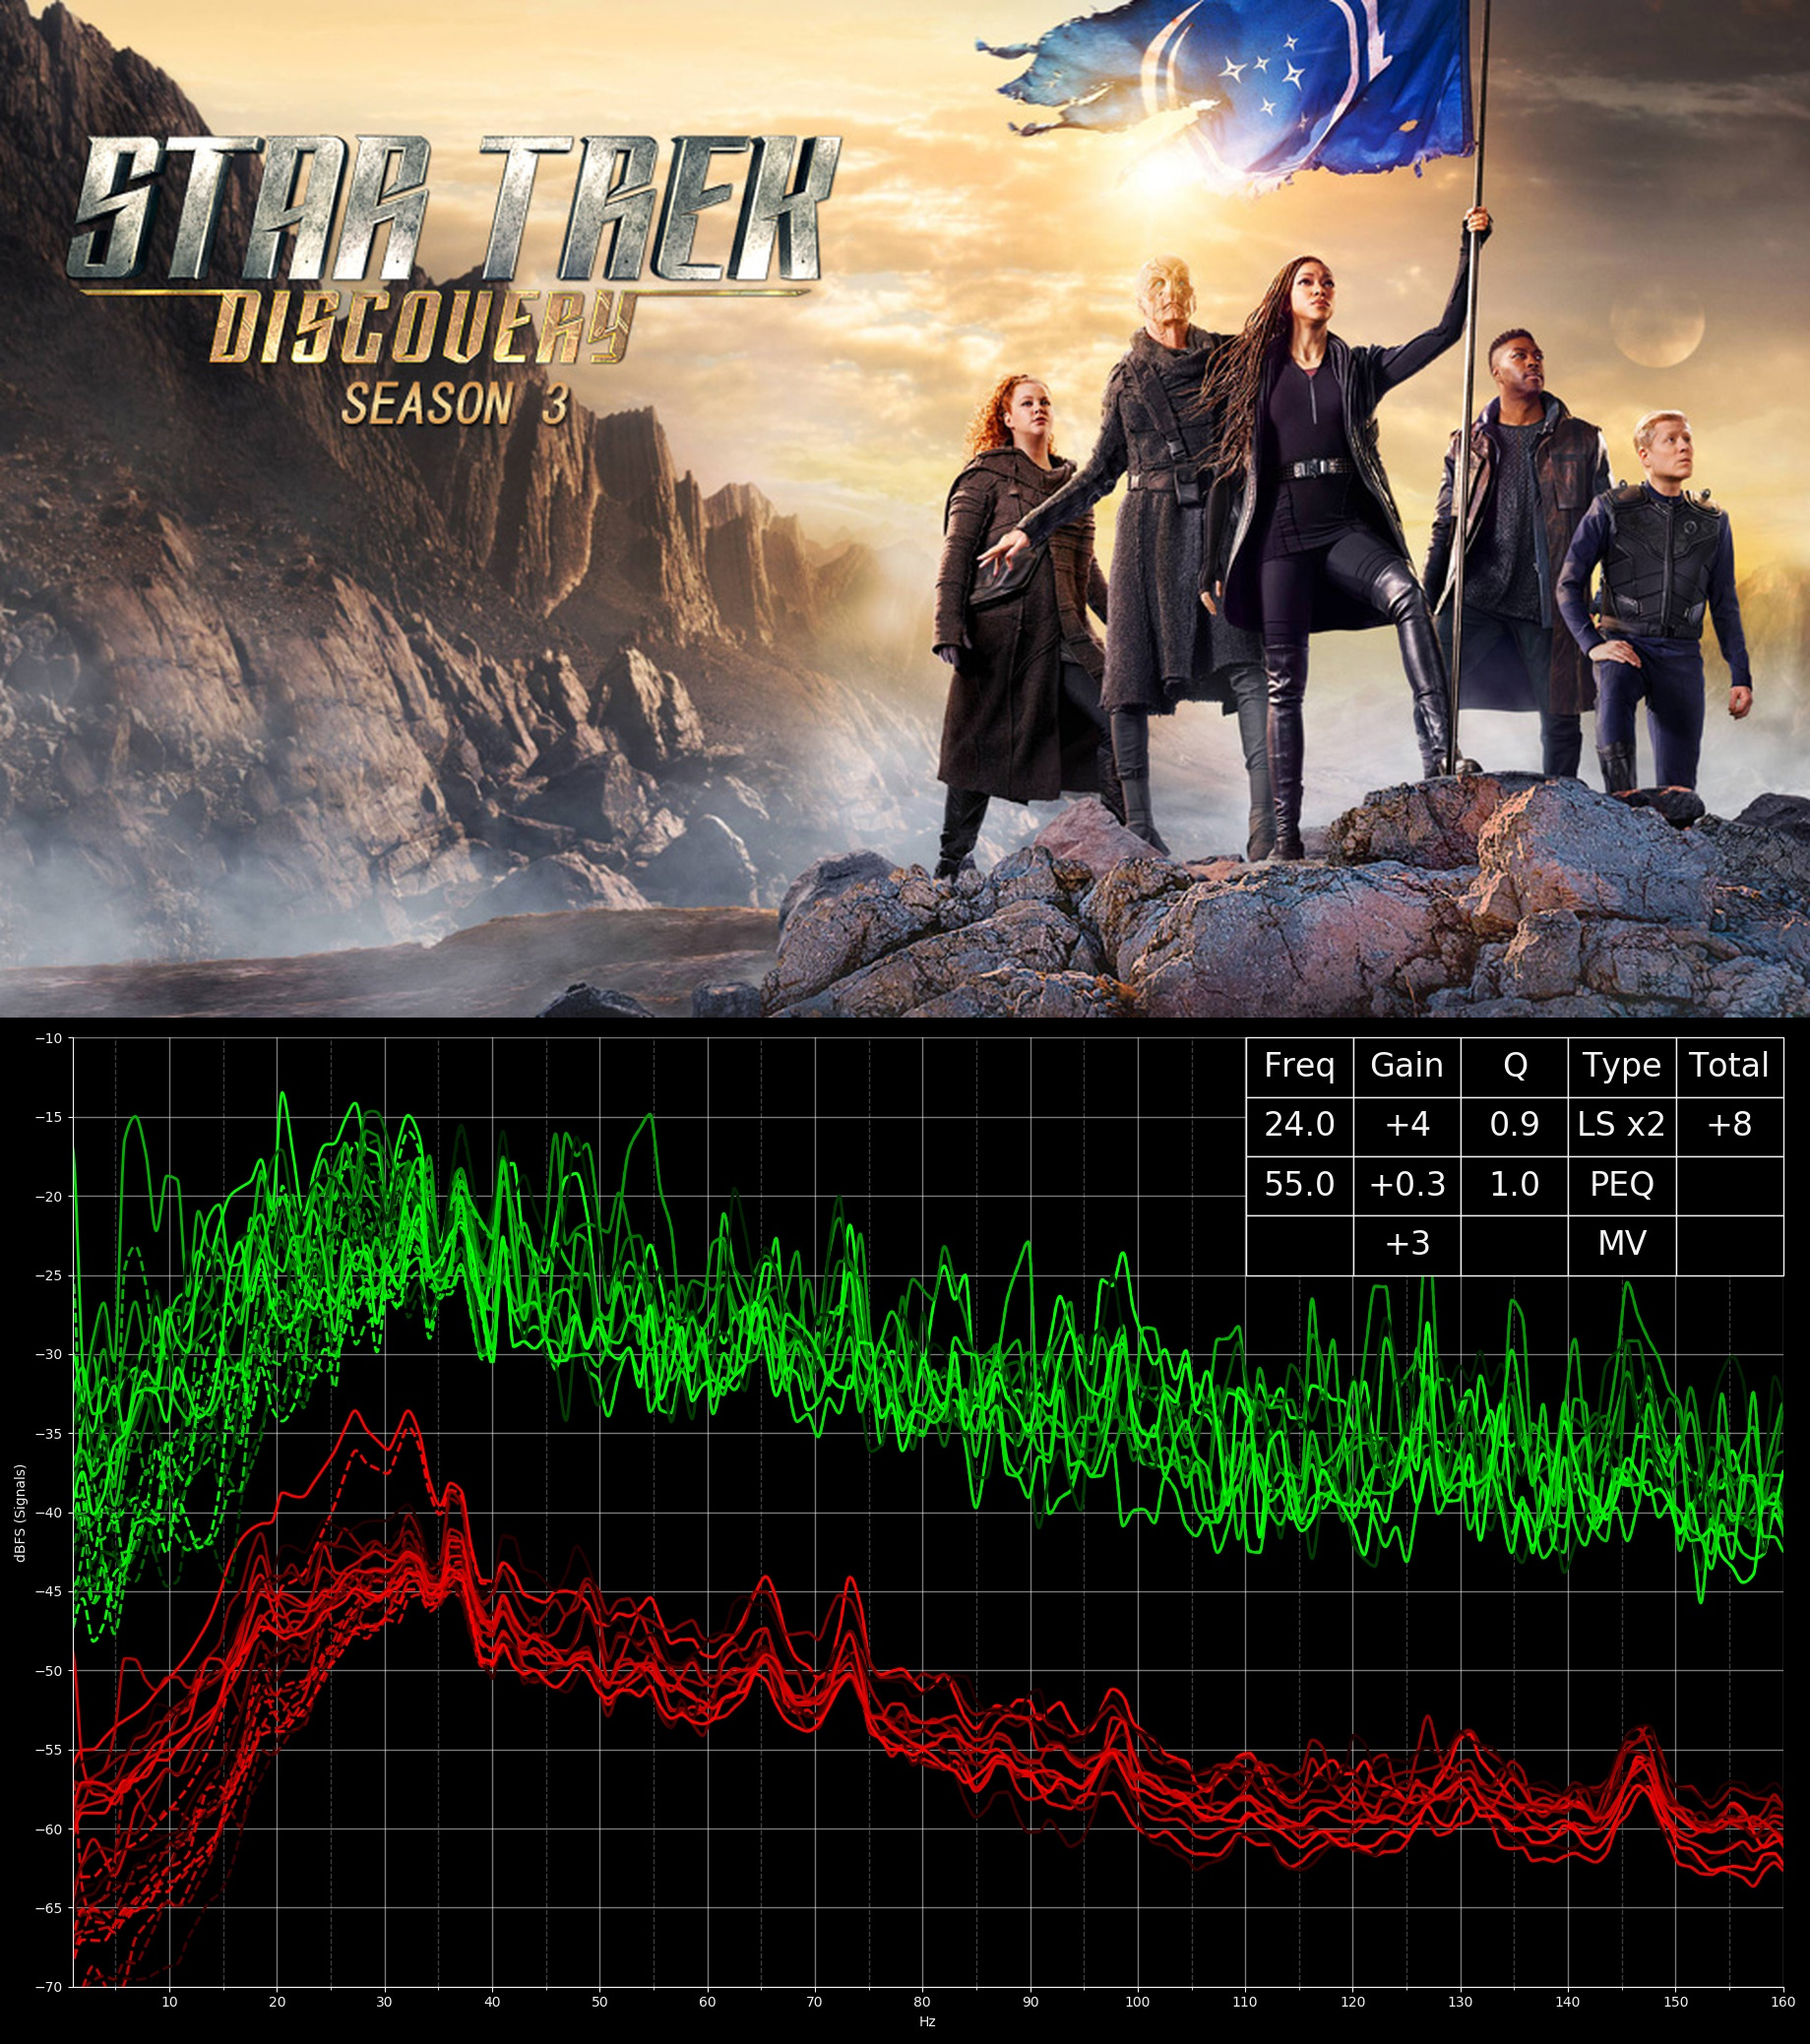 STAR TREK
DISCOVERY
SEASON 3
Freq Gain Q Type Total
24.0 +4 0.9 LS x2 +8
55.0 +0.3 1.0 PEQ
+3 MV
−10
−15
−20
−25
−30
−35
−40
−45
−50
−55
−60
−65
−70
dBFS (Signals)
10 20 30 40 50 60 70 80 90 100 110 120 130 140 150 160
Hz